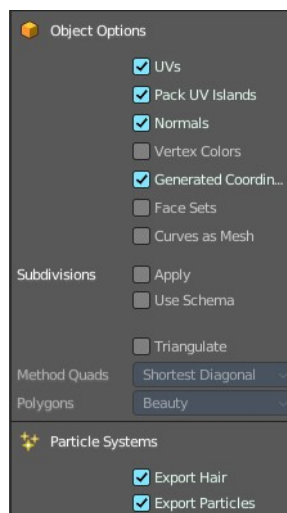 Object Options
UVs
Pack UV Islands
Normals
Vertex Colors
Generated Coordin...
Face Sets
Curves as Mesh
Subdivisions Apply
Use Schema
Triangulate
Method Quads Shortest Diagonal
Polygons Beauty
Particle Systems
Export Hair
Export Particles